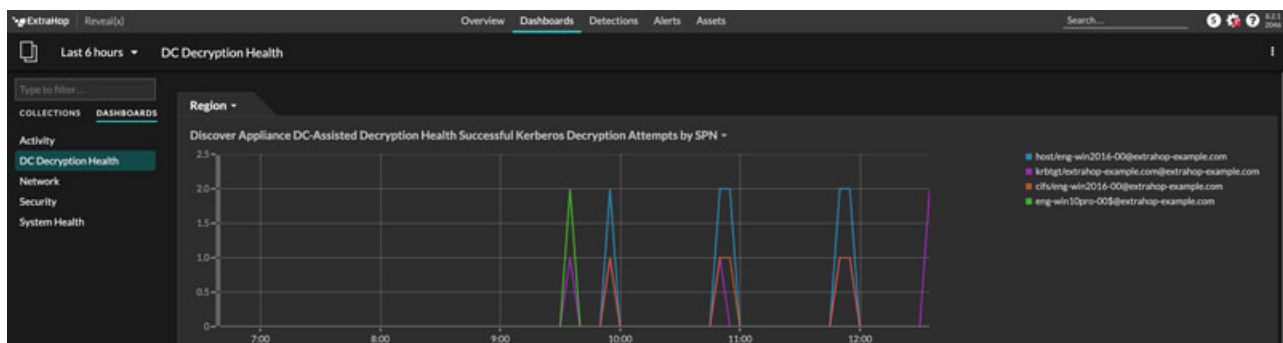 ExtraHop Reveal(x) Overview Dashboards Detections Alerts Assets Search... 8.2.1
Last 6 hours DC Decryption Health
Type to filter...
COLLECTIONS DASHBOARDS
Activity
DC Decryption Health
Network
Security
System Health
Region
Discover Appliance DC-Assisted Decryption Health Successful Kerberos Decryption Attempts by SPN
2.5
2.0
1.5
1.0
0.5
0
7:00 8:00 9:00 10:00 11:00 12:00
host/eng-win2016-00@extrahop-example.com
krbtgt/extrahop-example.com@extrahop-example.com
cifs/eng-win2016-00@extrahop-example.com
eng-win10pro-00$@extrahop-example.com